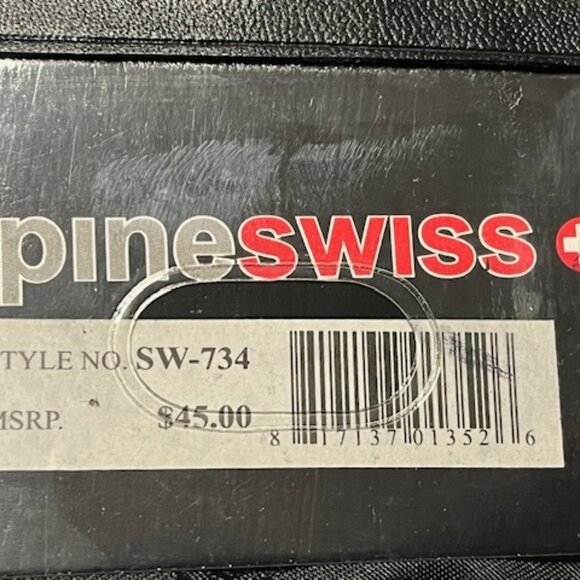 pineswiss
TYLE NO. SW-734
MSRP. $45.00
8 17137 01352 6